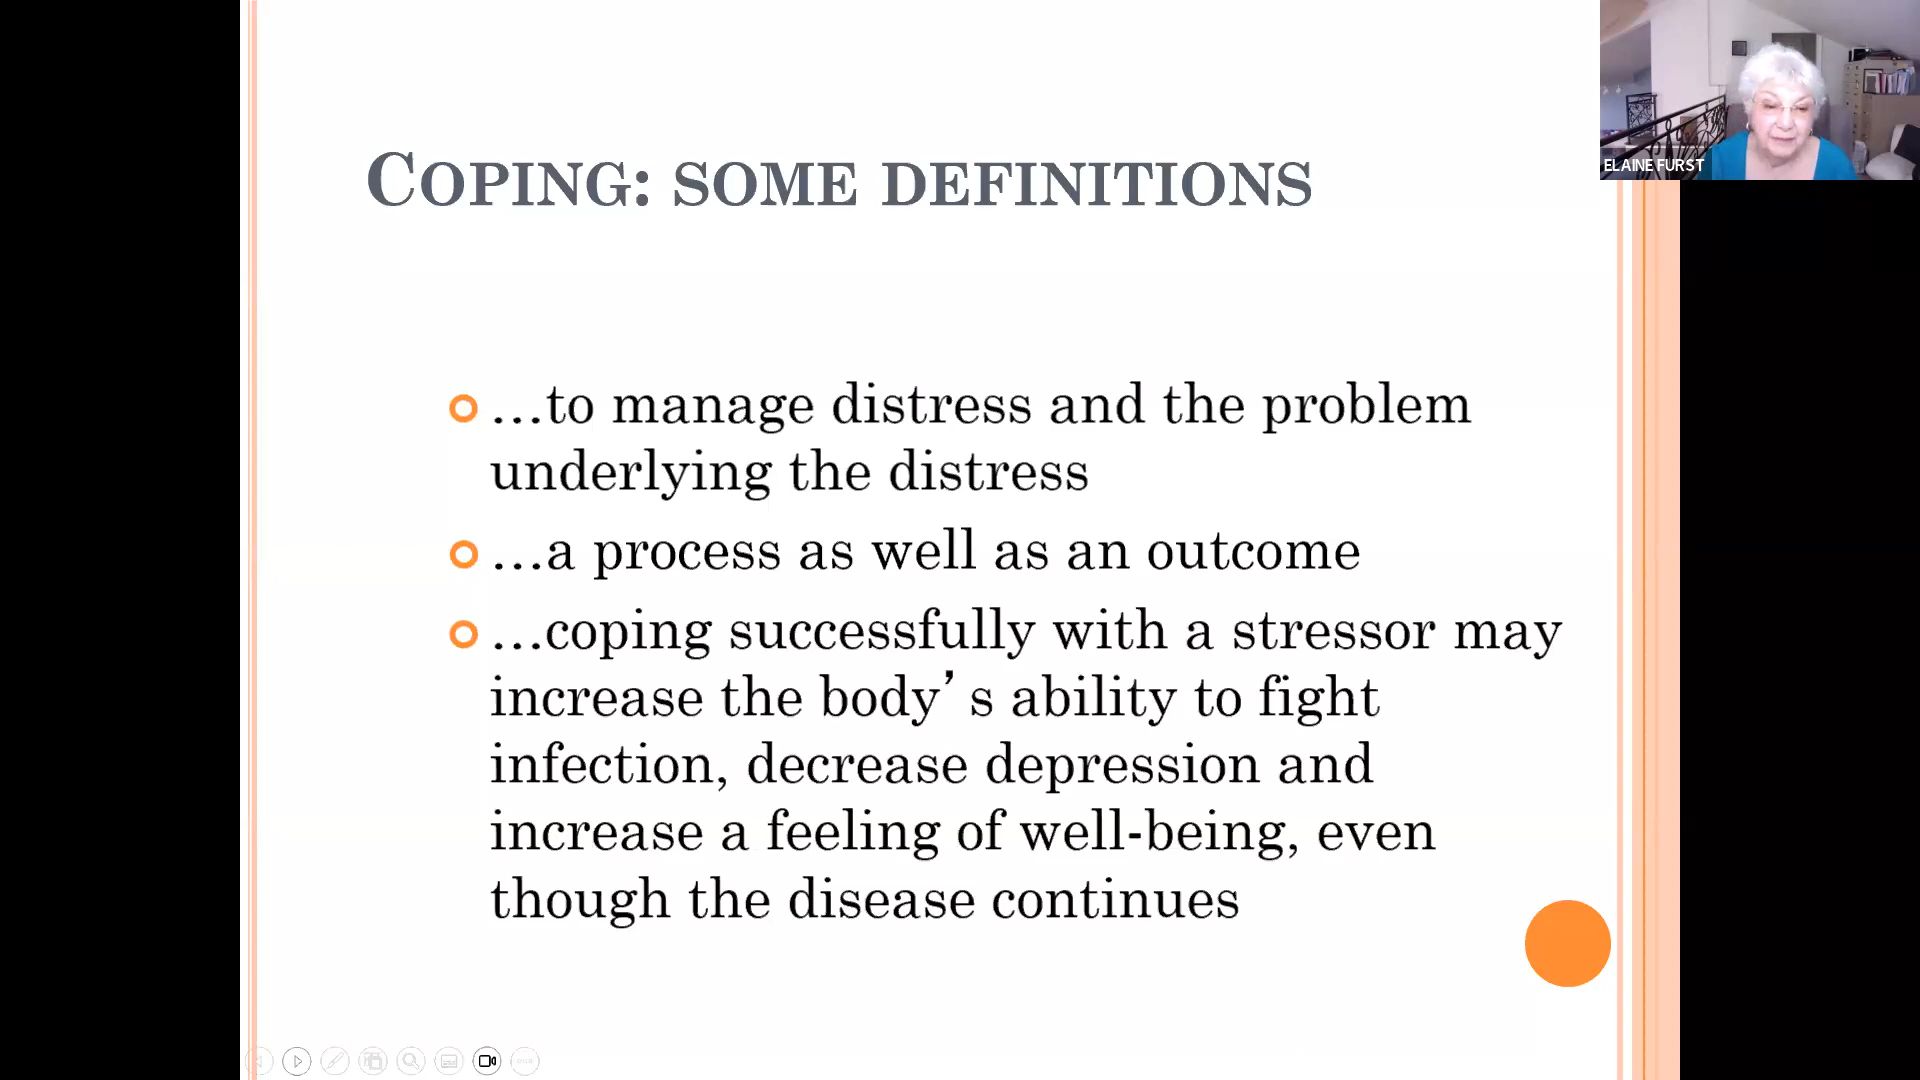 COPING: SOME DEFINITIONS
...to manage distress and the problem
underlying the distress
...a process as well as an outcome
...coping successfully with a stressor may
increase the body’s ability to fight
infection, decrease depression and
increase a feeling of well-being, even
though the disease continues
ELAINE FURST